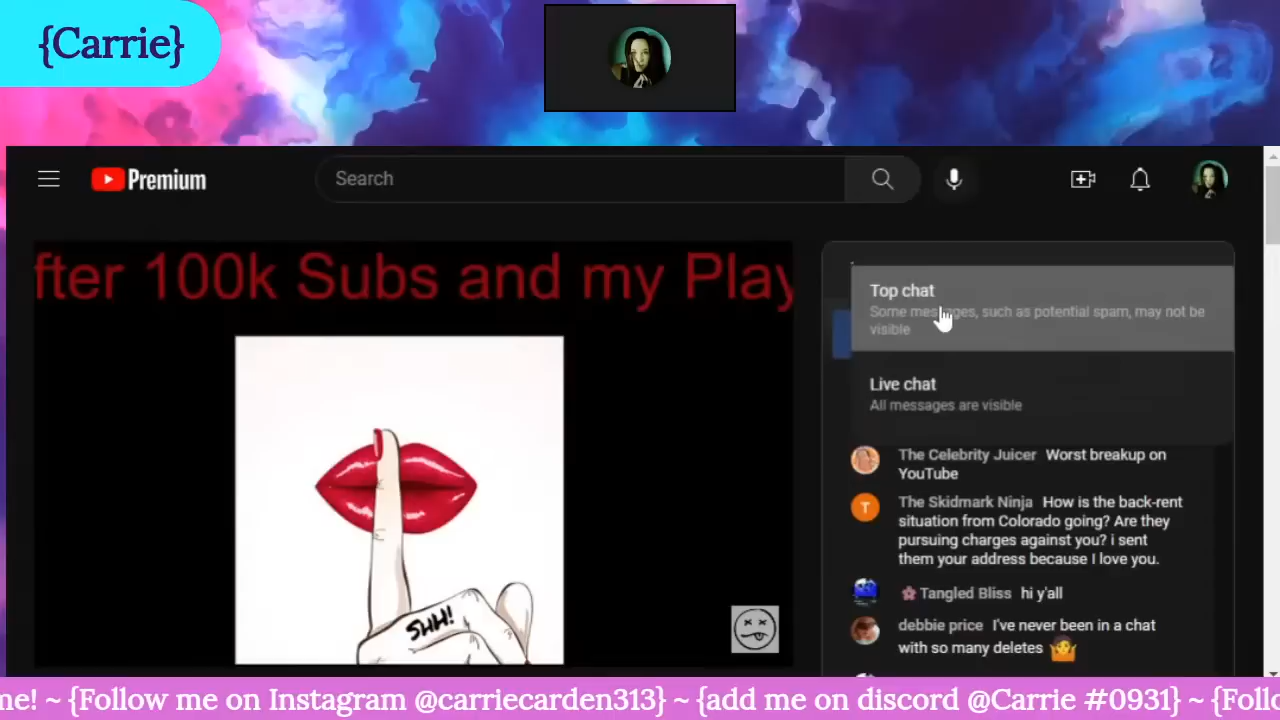 {Carrie}
Premium
Search
fter 100k Subs and my Play
SHH!
Top chat
Some messages, such as potential spam, may not be
visible
Live chat
All messages are visible
The Celebrity Juicer Worst breakup on
YouTube
T
The Skidmark Ninja How is the back-rent
situation from Colorado going? Are they
pursuing charges against you? i sent
them your address because I love you.
🌸 Tangled Bliss hi y'all
debbie price I've never been in a chat
with so many deletes 🤷
me! ~ {Follow me on Instagram @carriecarden313} ~ {add me on discord @Carrie #0931} ~ {Follo